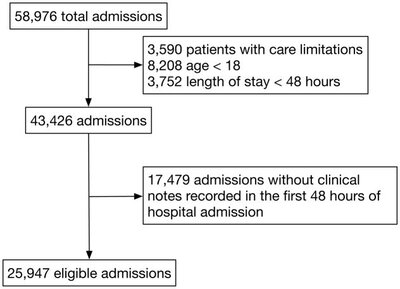 58,976 total admissions
3,590 patients with care limitations
8,208 age < 18
3,752 length of stay < 48 hours
43,426 admissions
17,479 admissions without clinical
notes recorded in the first 48 hours of
hospital admission
25,947 eligible admissions